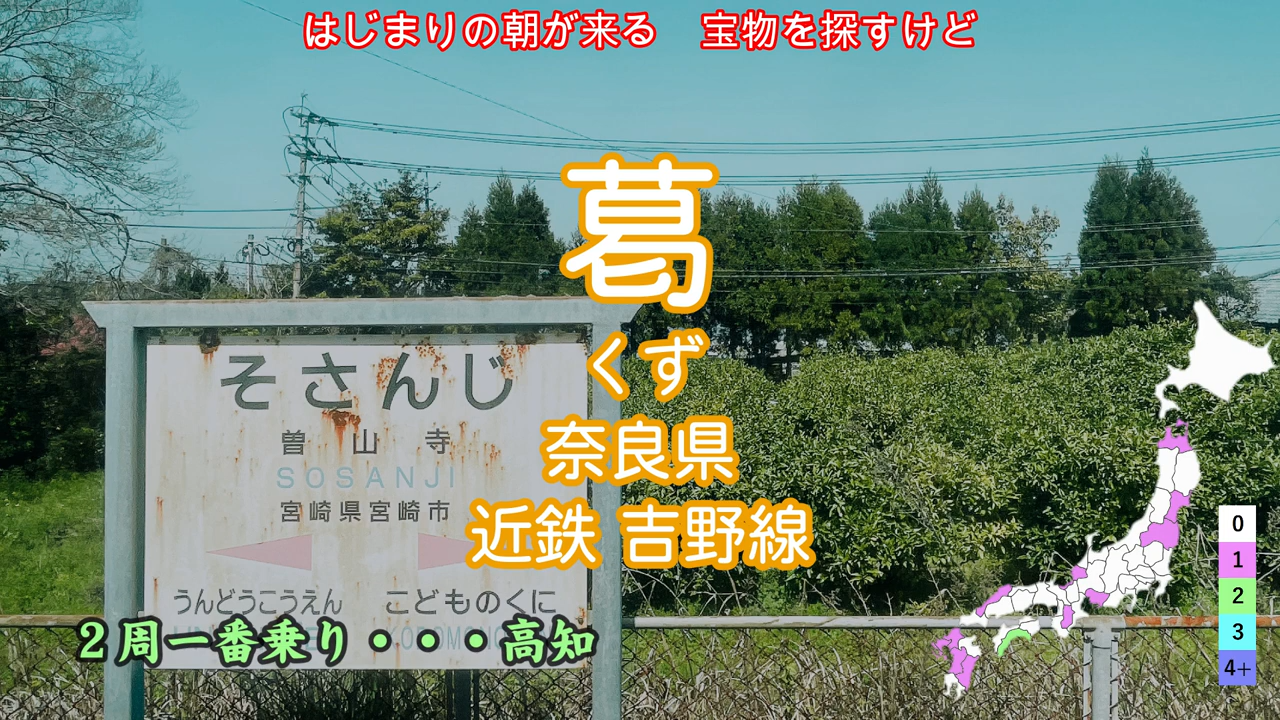 はじまりの朝が来る　宝物を探すけど
葛
くず
奈良県
近鉄 吉野線
そさんじ
曽山寺
SOSANJI
宮崎県宮崎市
うんどうこうえん　こどものくに
２周一番乗り・・・高知
0
1
2
3
4+